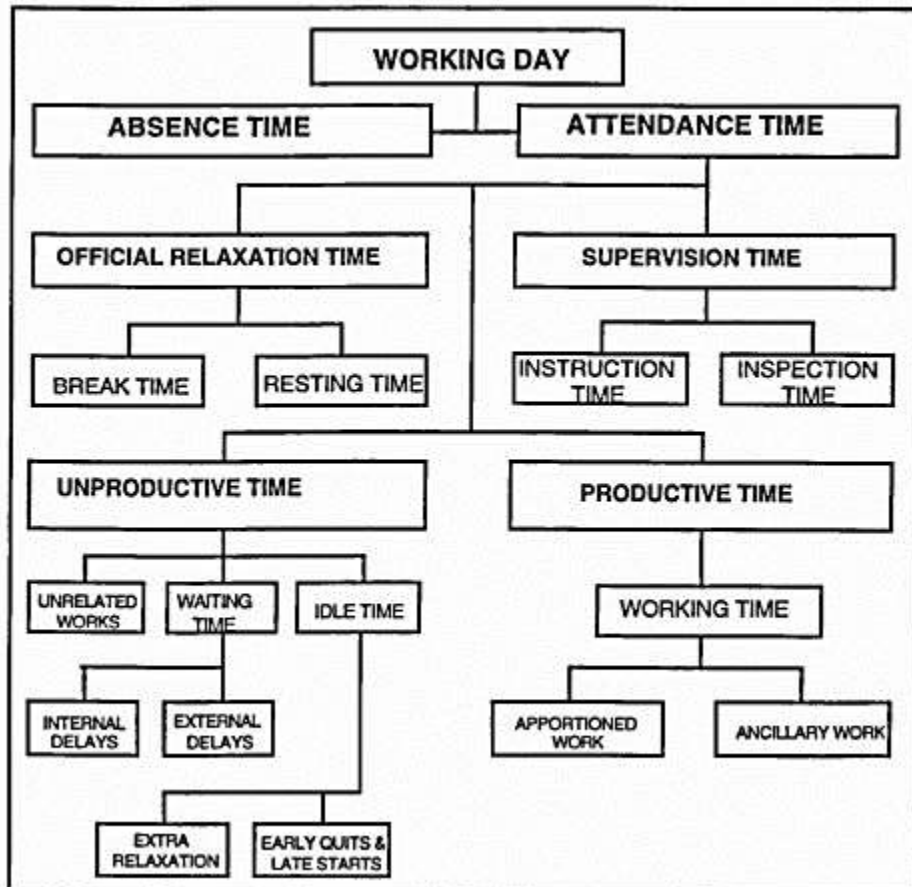 WORKING DAY
ABSENCE TIME
ATTENDANCE TIME
OFFICIAL RELAXATION TIME
SUPERVISION TIME
BREAK TIME
RESTING TIME
INSTRUCTION
TIME
INSPECTION
TIME
UNPRODUCTIVE TIME
PRODUCTIVE TIME
UNRELATED
WORKS
WAITING
TIME
IDLE TIME
WORKING TIME
INTERNAL
DELAYS
EXTERNAL
DELAYS
APPORTIONED
WORK
ANCILLARY WORK
EXTRA
RELAXATION
EARLY QUITS &
LATE STARTS